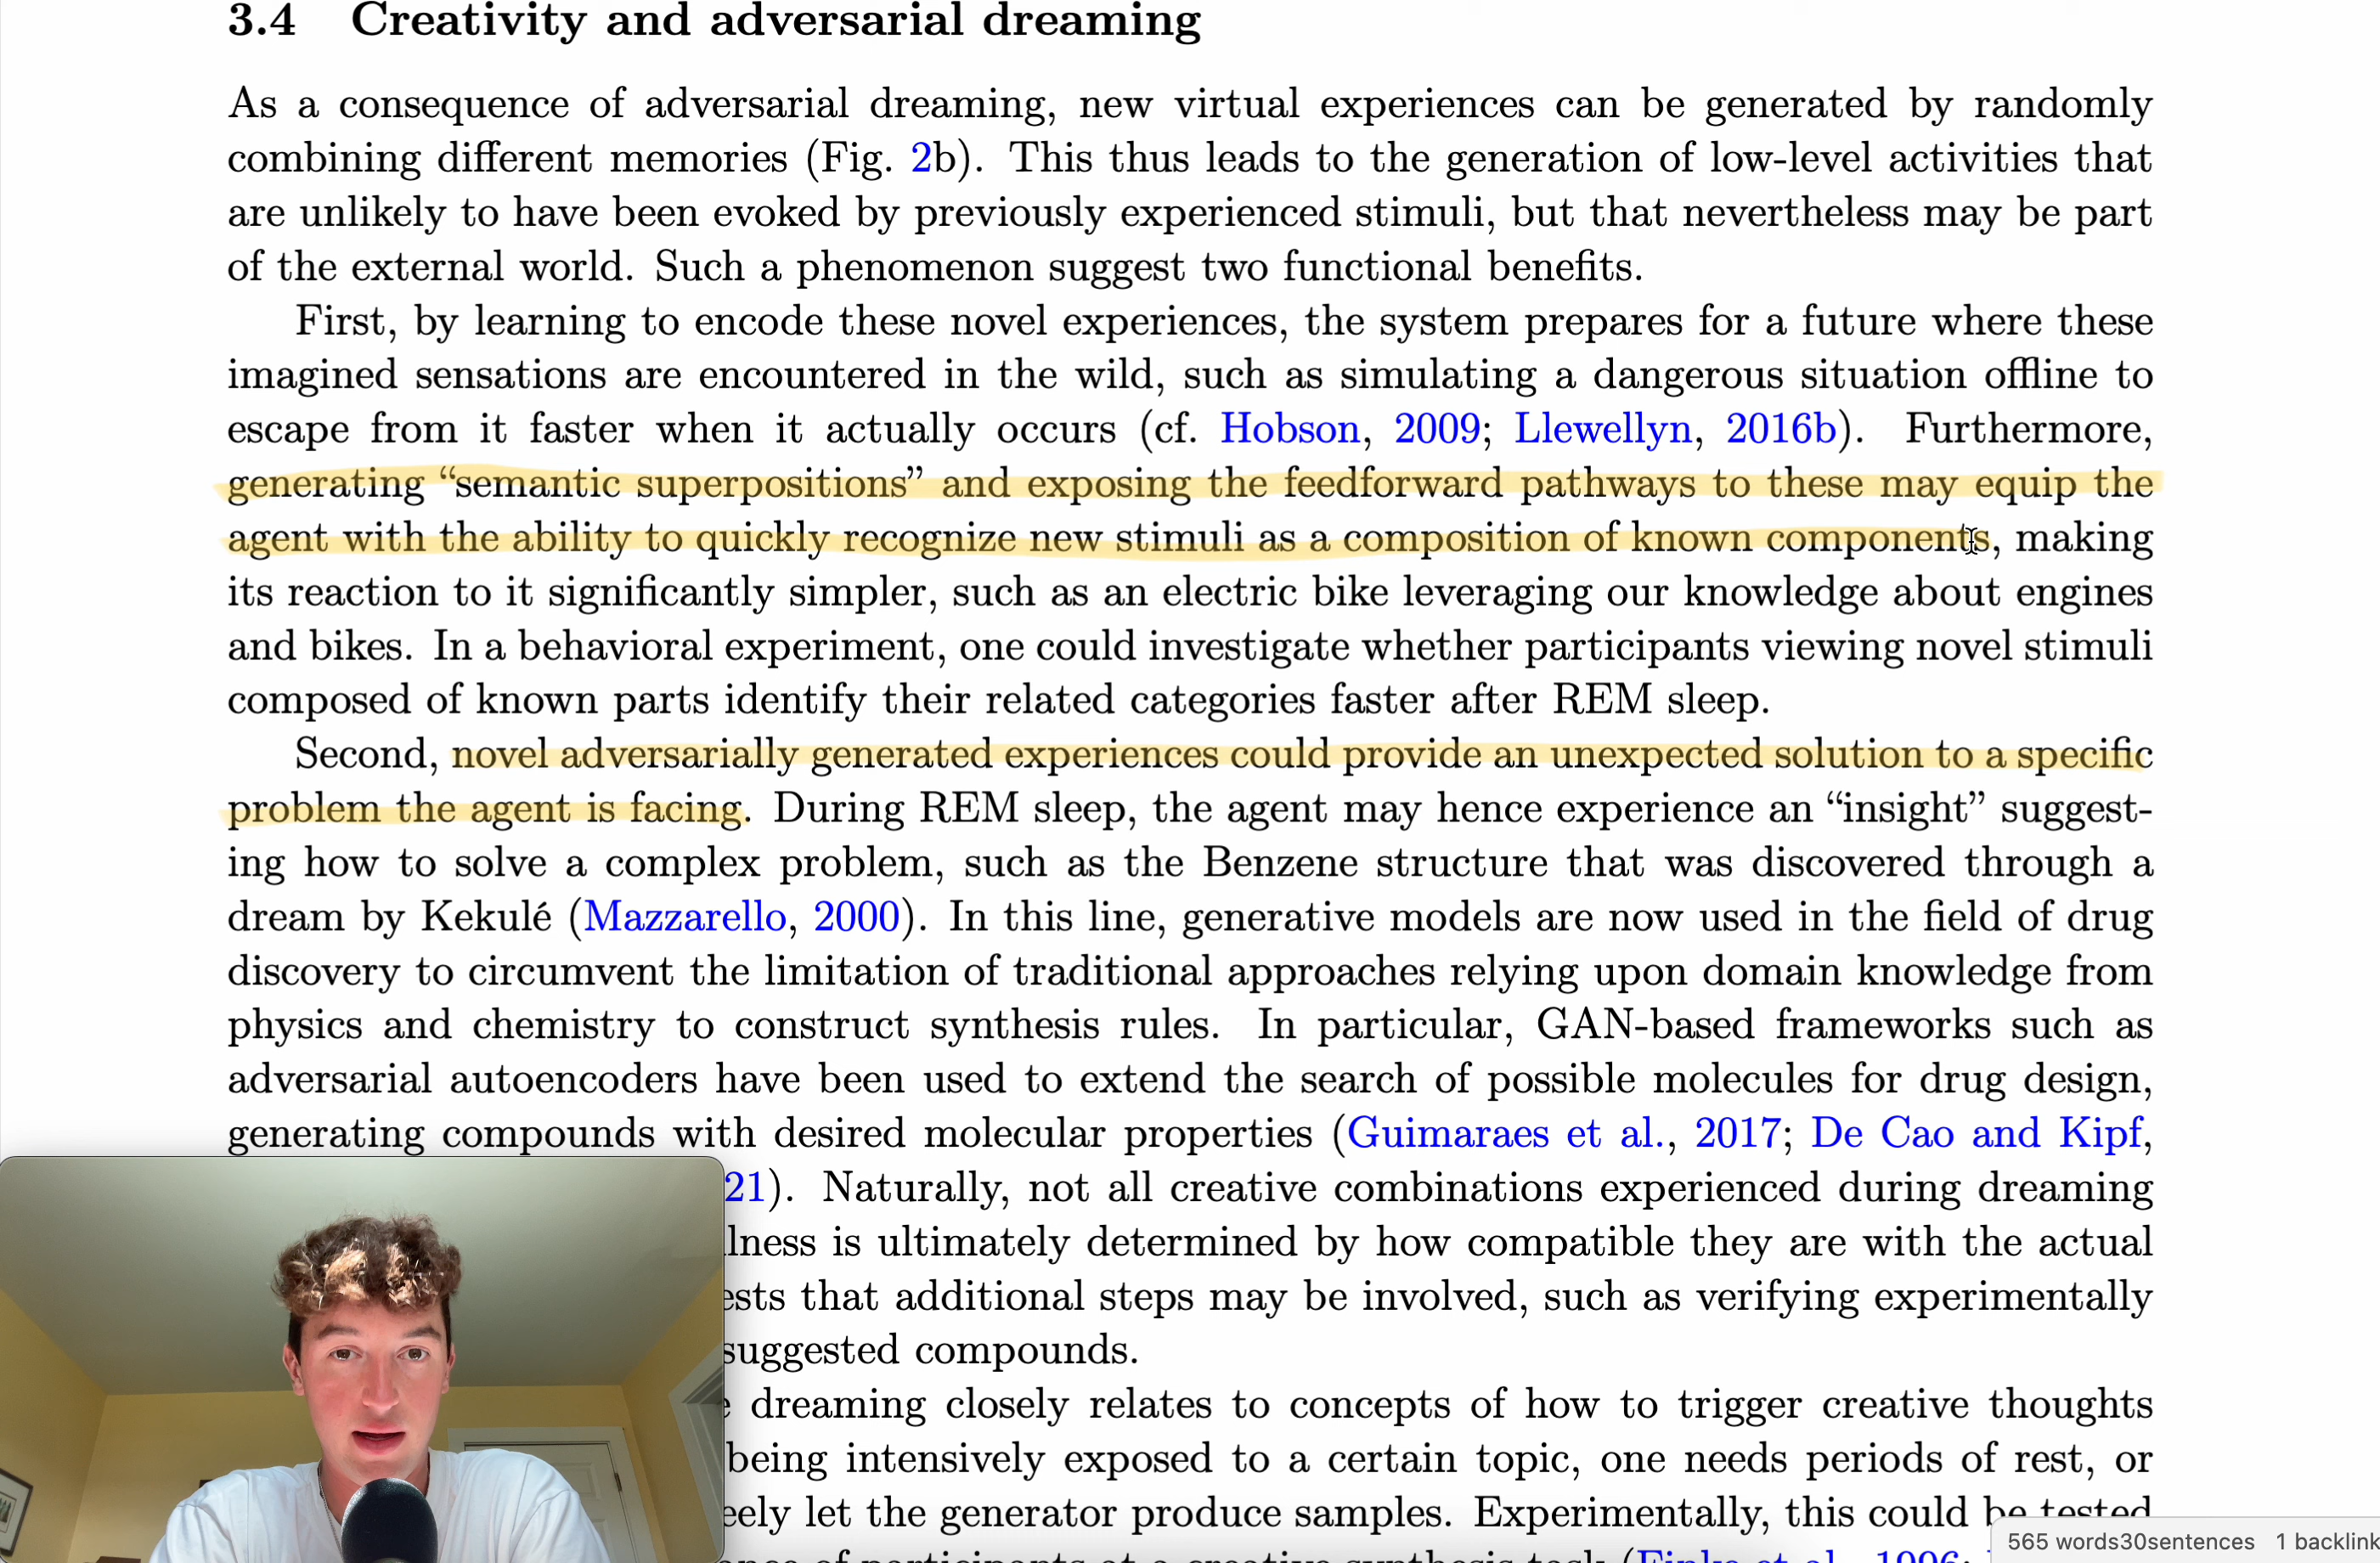 3.4 Creativity and adversarial dreaming
As a consequence of adversarial dreaming, new virtual experiences can be generated by randomly
combining different memories (Fig. 2b). This thus leads to the generation of low-level activities that
are unlikely to have been evoked by previously experienced stimuli, but that nevertheless may be part
of the external world. Such a phenomenon suggest two functional benefits.
First, by learning to encode these novel experiences, the system prepares for a future where these
imagined sensations are encountered in the wild, such as simulating a dangerous situation offline to
escape from it faster when it actually occurs (cf. Hobson, 2009; Llewellyn, 2016b). Furthermore,
generating “semantic superpositions” and exposing the feedforward pathways to these may equip the
agent with the ability to quickly recognize new stimuli as a composition of known components, making
its reaction to it significantly simpler, such as an electric bike leveraging our knowledge about engines
and bikes. In a behavioral experiment, one could investigate whether participants viewing novel stimuli
composed of known parts identify their related categories faster after REM sleep.
Second, novel adversarially generated experiences could provide an unexpected solution to a specific
problem the agent is facing. During REM sleep, the agent may hence experience an “insight” suggest-
ing how to solve a complex problem, such as the Benzene structure that was discovered through a
dream by Kekulé (Mazzarello, 2000). In this line, generative models are now used in the field of drug
discovery to circumvent the limitation of traditional approaches relying upon domain knowledge from
physics and chemistry to construct synthesis rules. In particular, GAN-based frameworks such as
adversarial autoencoders have been used to extend the search of possible molecules for drug design,
generating compounds with desired molecular properties (Guimaraes et al., 2017; De Cao and Kipf,
21). Naturally, not all creative combinations experienced during dreaming
lness is ultimately determined by how compatible they are with the actual
ests that additional steps may be involved, such as verifying experimentally
suggested compounds.
dreaming closely relates to concepts of how to trigger creative thoughts
being intensively exposed to a certain topic, one needs periods of rest, or
eely let the generator produce samples. Experimentally, this could be tested
565 words30sentences 1 backlink